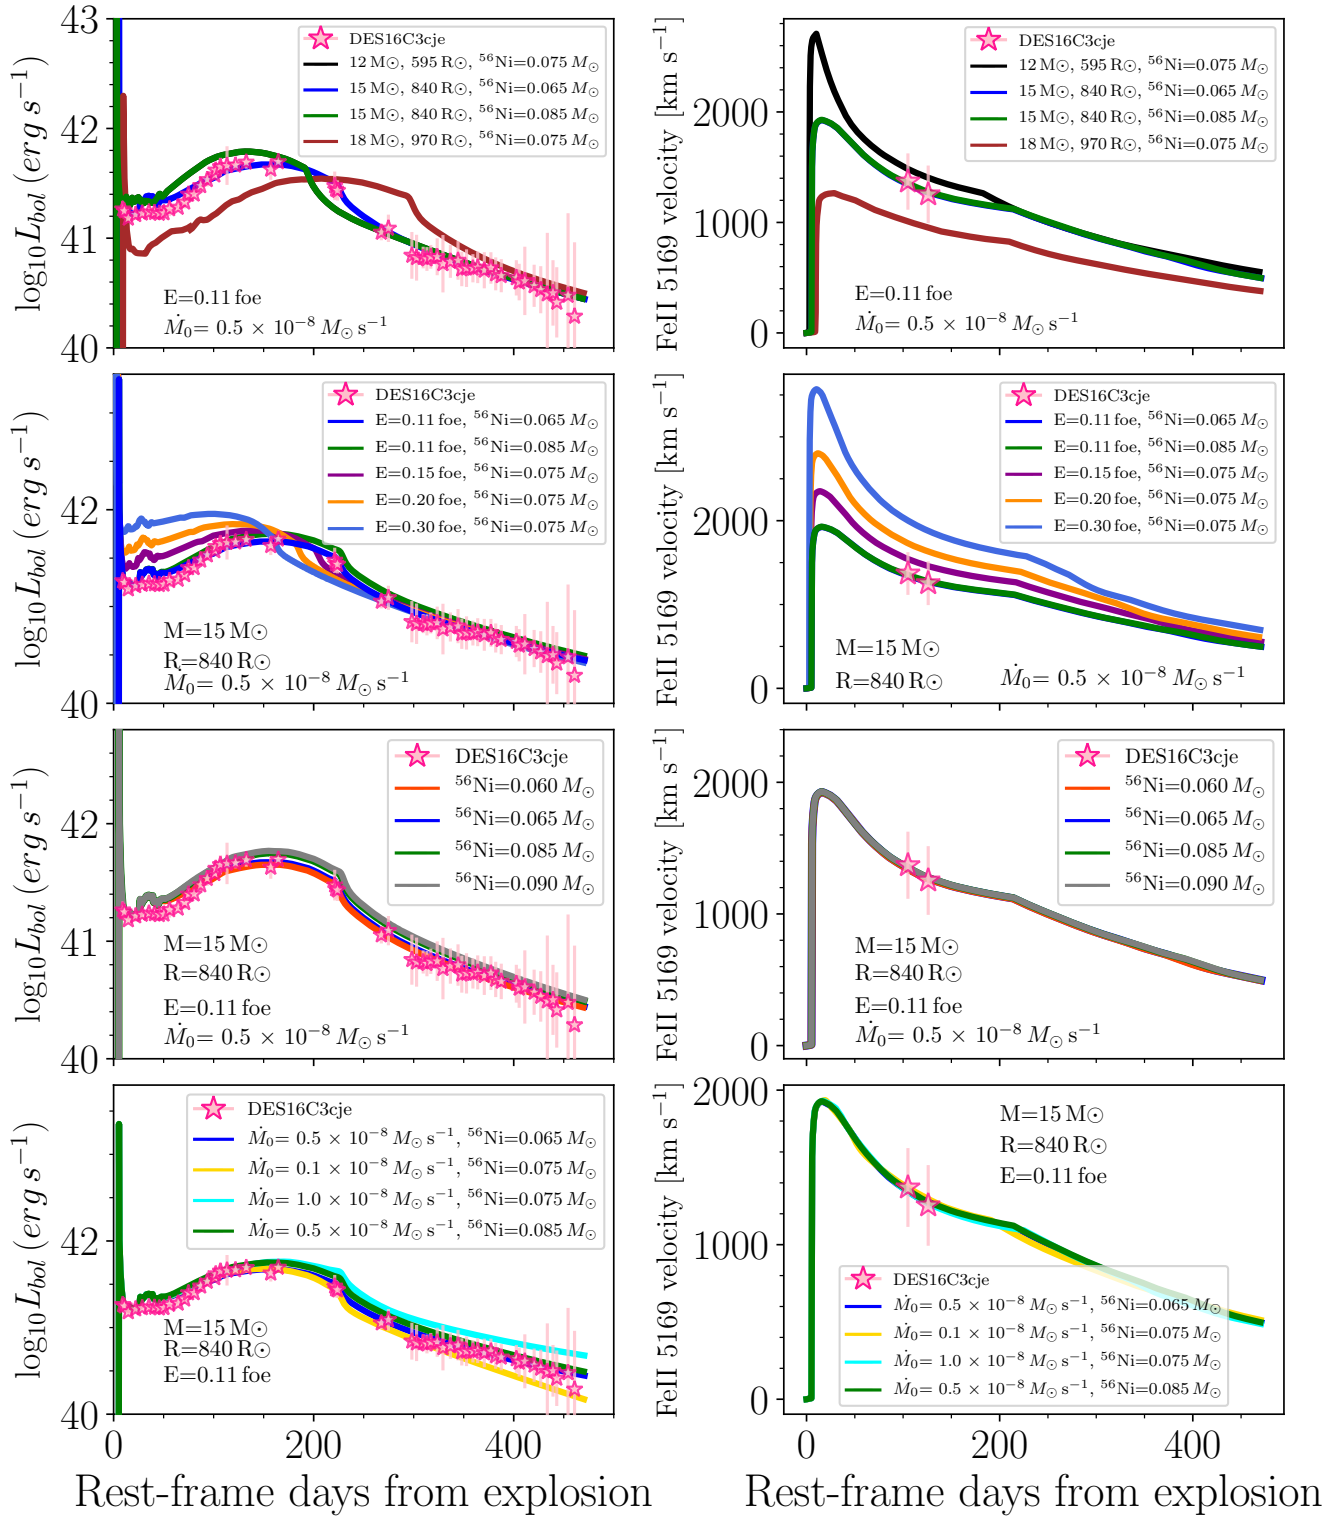 43
42
41
40
log₁₀L_bol (erg s⁻¹)
DES16C3cje
12 M⊙, 595 R⊙, ⁵⁶Ni=0.075 M⊙
15 M⊙, 840 R⊙, ⁵⁶Ni=0.065 M⊙
15 M⊙, 840 R⊙, ⁵⁶Ni=0.085 M⊙
18 M⊙, 970 R⊙, ⁵⁶Ni=0.075 M⊙
E=0.11 foe
Ṁ₀= 0.5 × 10⁻⁸ M⊙ s⁻¹
2000
1000
0
FeII 5169 velocity [km s⁻¹]
DES16C3cje
12 M⊙, 595 R⊙, ⁵⁶Ni=0.075 M⊙
15 M⊙, 840 R⊙, ⁵⁶Ni=0.065 M⊙
15 M⊙, 840 R⊙, ⁵⁶Ni=0.085 M⊙
18 M⊙, 970 R⊙, ⁵⁶Ni=0.075 M⊙
E=0.11 foe
Ṁ₀= 0.5 × 10⁻⁸ M⊙ s⁻¹
42
40
log₁₀L_bol (erg s⁻¹)
DES16C3cje
E=0.11 foe, ⁵⁶Ni=0.065 M⊙
E=0.11 foe, ⁵⁶Ni=0.085 M⊙
E=0.15 foe, ⁵⁶Ni=0.075 M⊙
E=0.20 foe, ⁵⁶Ni=0.075 M⊙
E=0.30 foe, ⁵⁶Ni=0.075 M⊙
M=15 M⊙
R=840 R⊙
Ṁ₀= 0.5 × 10⁻⁸ M⊙ s⁻¹
2000
0
FeII 5169 velocity [km s⁻¹]
DES16C3cje
E=0.11 foe, ⁵⁶Ni=0.065 M⊙
E=0.11 foe, ⁵⁶Ni=0.085 M⊙
E=0.15 foe, ⁵⁶Ni=0.075 M⊙
E=0.20 foe, ⁵⁶Ni=0.075 M⊙
E=0.30 foe, ⁵⁶Ni=0.075 M⊙
M=15 M⊙
R=840 R⊙ Ṁ₀= 0.5 × 10⁻⁸ M⊙ s⁻¹
42
41
40
log₁₀L_bol (erg s⁻¹)
DES16C3cje
⁵⁶Ni=0.060 M⊙
⁵⁶Ni=0.065 M⊙
⁵⁶Ni=0.085 M⊙
⁵⁶Ni=0.090 M⊙
M=15 M⊙
R=840 R⊙
E=0.11 foe
Ṁ₀= 0.5 × 10⁻⁸ M⊙ s⁻¹
2000
1000
0
FeII 5169 velocity [km s⁻¹]
DES16C3cje
⁵⁶Ni=0.060 M⊙
⁵⁶Ni=0.065 M⊙
⁵⁶Ni=0.085 M⊙
⁵⁶Ni=0.090 M⊙
M=15 M⊙
R=840 R⊙
E=0.11 foe
Ṁ₀= 0.5 × 10⁻⁸ M⊙ s⁻¹
42
40
log₁₀L_bol (erg s⁻¹)
DES16C3cje
Ṁ₀= 0.5 × 10⁻⁸ M⊙ s⁻¹, ⁵⁶Ni=0.065 M⊙
Ṁ₀= 0.1 × 10⁻⁸ M⊙ s⁻¹, ⁵⁶Ni=0.075 M⊙
Ṁ₀= 1.0 × 10⁻⁸ M⊙ s⁻¹, ⁵⁶Ni=0.075 M⊙
Ṁ₀= 0.5 × 10⁻⁸ M⊙ s⁻¹, ⁵⁶Ni=0.085 M⊙
M=15 M⊙
R=840 R⊙
E=0.11 foe
0 200 400
Rest-frame days from explosion
2000
1000
0
FeII 5169 velocity [km s⁻¹]
M=15 M⊙
R=840 R⊙
E=0.11 foe
DES16C3cje
Ṁ₀= 0.5 × 10⁻⁸ M⊙ s⁻¹, ⁵⁶Ni=0.065 M⊙
Ṁ₀= 0.1 × 10⁻⁸ M⊙ s⁻¹, ⁵⁶Ni=0.075 M⊙
Ṁ₀= 1.0 × 10⁻⁸ M⊙ s⁻¹, ⁵⁶Ni=0.075 M⊙
Ṁ₀= 0.5 × 10⁻⁸ M⊙ s⁻¹, ⁵⁶Ni=0.085 M⊙
0 200 400
Rest-frame days from explosion